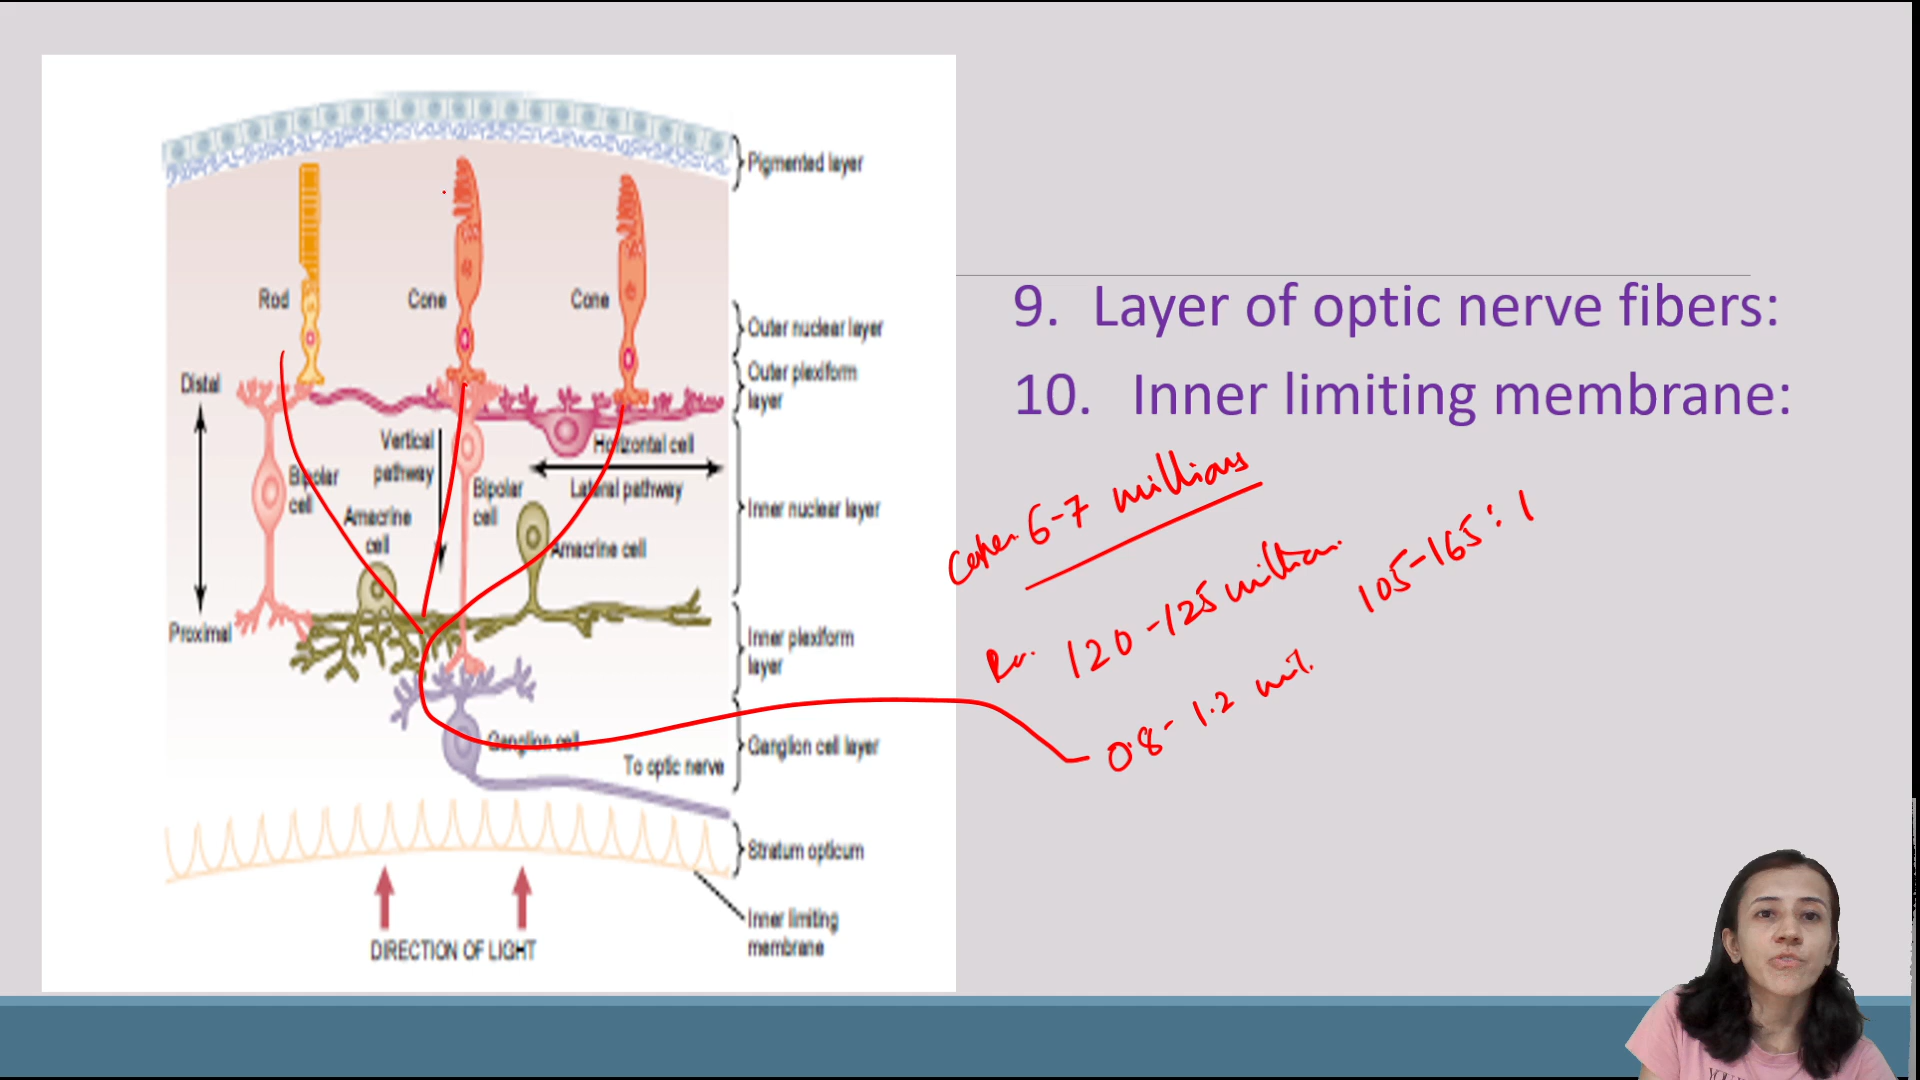 Pigmented layer
Rod
Cone
Cone
Outer nuclear layer
Outer plexiform
layer
Distal
Vertical
pathway
Horizontal cell
Lateral pathway
Bipolar
cell
Bipolar
cell
Amacrine
cell
Amacrine cell
Inner nuclear layer
Proximal
Inner plexiform
layer
Ganglion cell
Ganglion cell layer
To optic nerve
Stratum opticum
Inner limiting
membrane
DIRECTION OF LIGHT
9. Layer of optic nerve fibers:
10. Inner limiting membrane:
6-7 millions
120-125 million
105-165:1
0.8-1.2 mil.